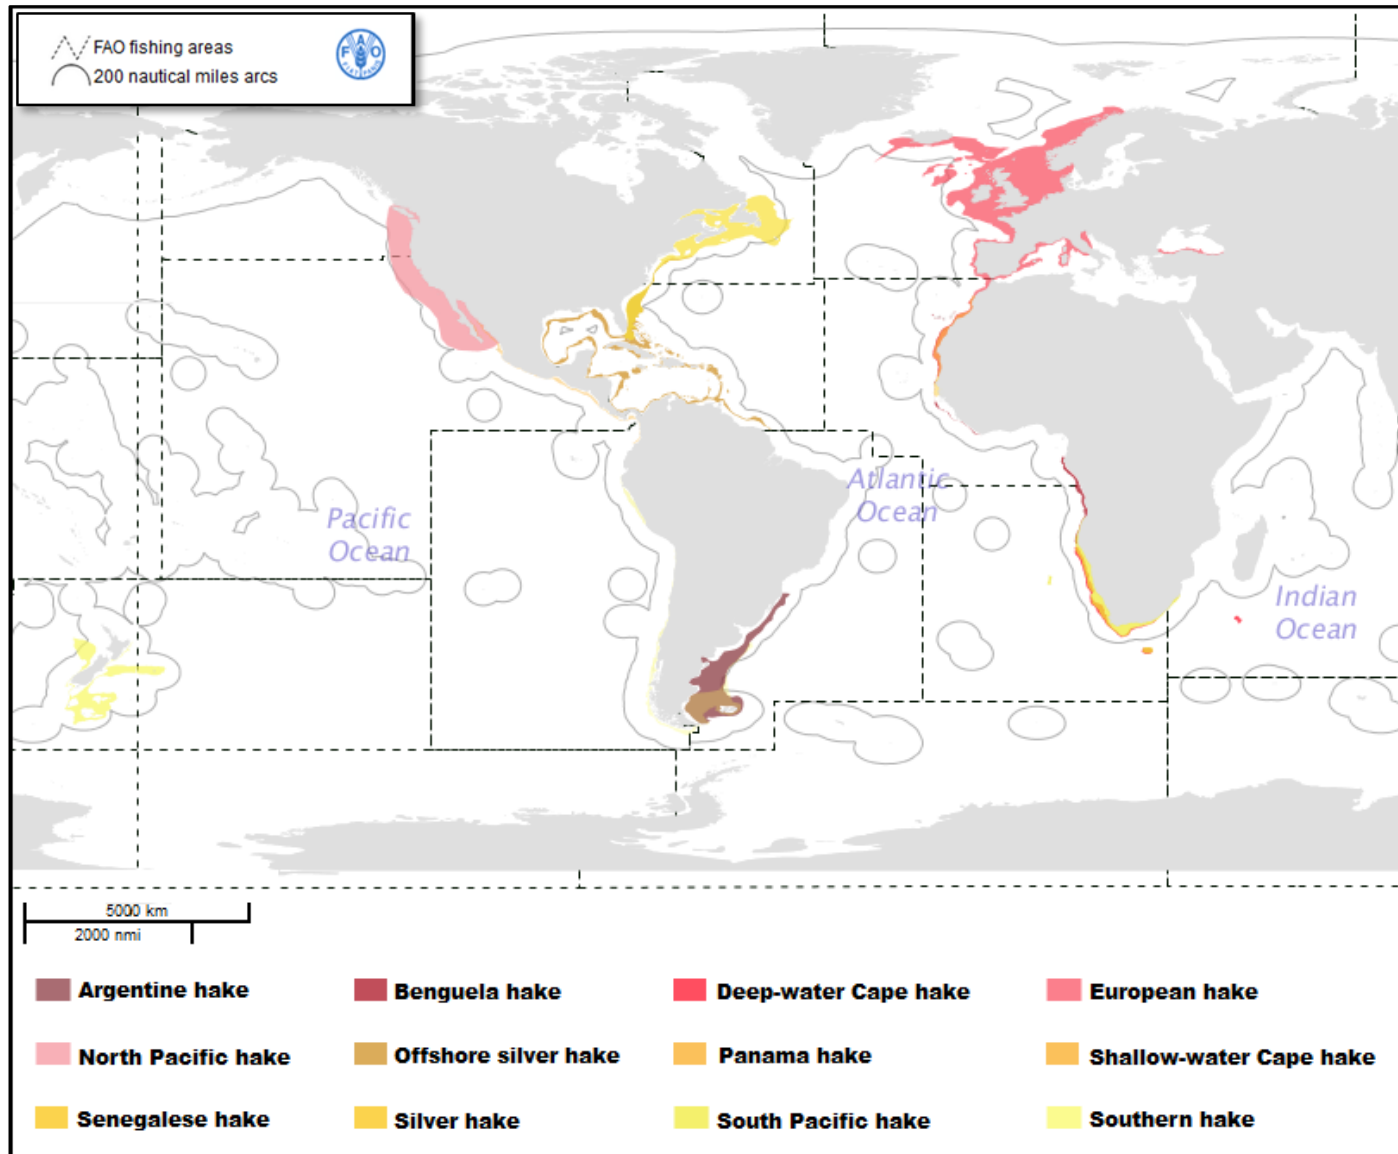 FAO fishing areas
200 nautical miles arcs
F A O
FIAT PANIS
Pacific
Ocean
Atlantic
Ocean
Indian
Ocean
5000 km
2000 nmi
Argentine hake
Benguela hake
Deep-water Cape hake
European hake
North Pacific hake
Offshore silver hake
Panama hake
Shallow-water Cape hake
Senegalese hake
Silver hake
South Pacific hake
Southern hake